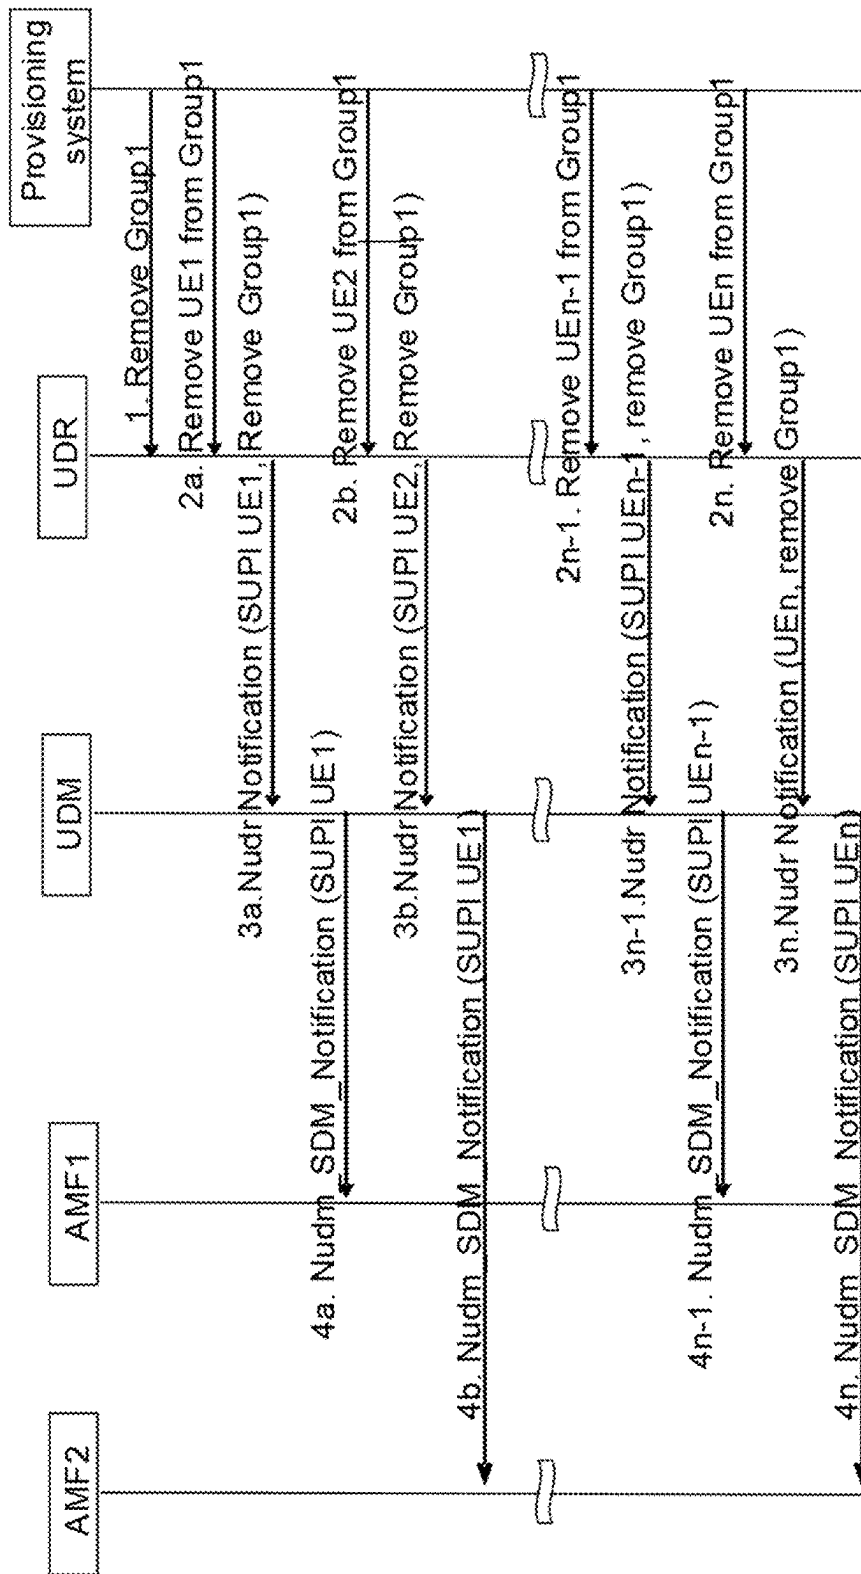 AMF2
AMF1
UDM
UDR
Provisioning
system
1. Remove Group1
2a. Remove UE1 from Group1
3a.Nudr Notification (SUPI UE1, Remove Group1)
4a. Nudm_SDM_Notification (SUPI UE1)
2b. Remove UE2 from Group1
3b.Nudr Notification (SUPI UE2, Remove Group1)
4b. Nudm_SDM_Notification (SUPI UE1)
2n-1. Remove UEn-1 from Group1
3n-1.Nudr Notification (SUPI UEn-1, remove Group1)
4n-1. Nudm_SDM_Notification (SUPI UEn-1)
2n. Remove UEn from Group1
3n.Nudr Notification (UEn, remove Group1)
4n. Nudm_SDM_Notification (SUPI UEn)